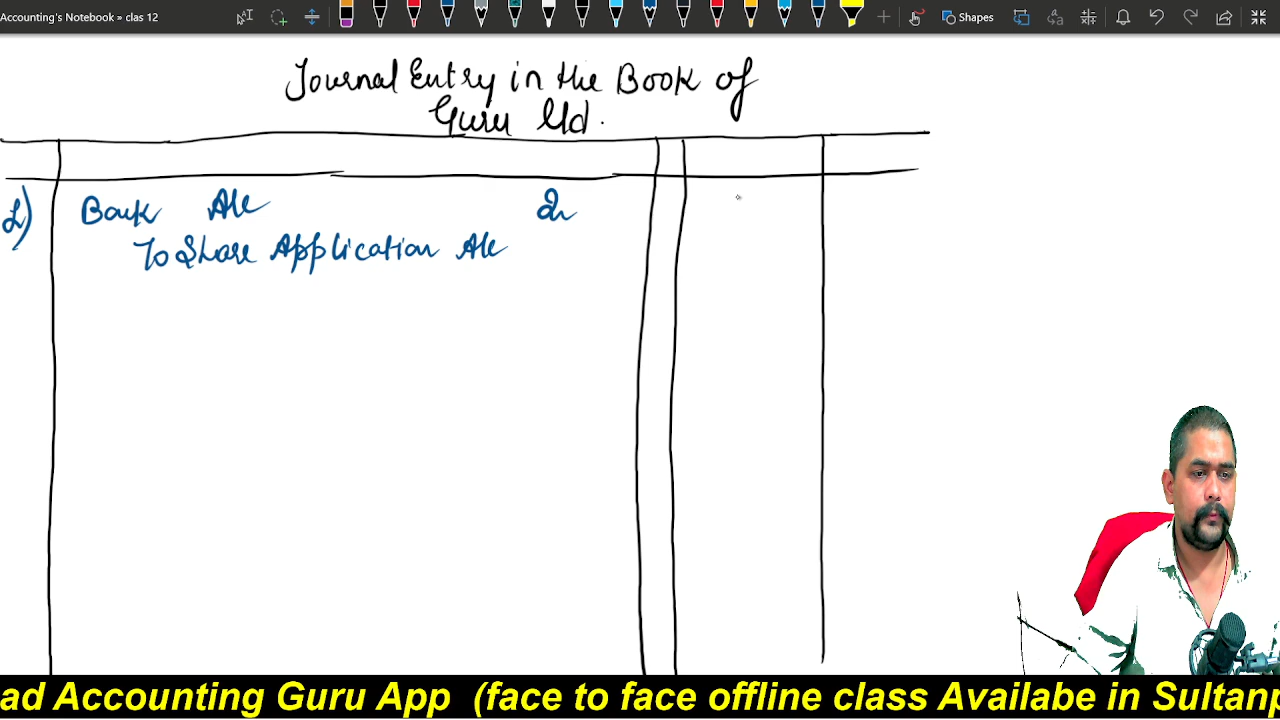 Accounting's Notebook » clas 12
Shapes
Journal Entry in the Book of
Guru Ltd.
1) Bank A/c Dr
To Share Application A/c
ad Accounting Guru App (face to face offline class Availabe in Sultanp